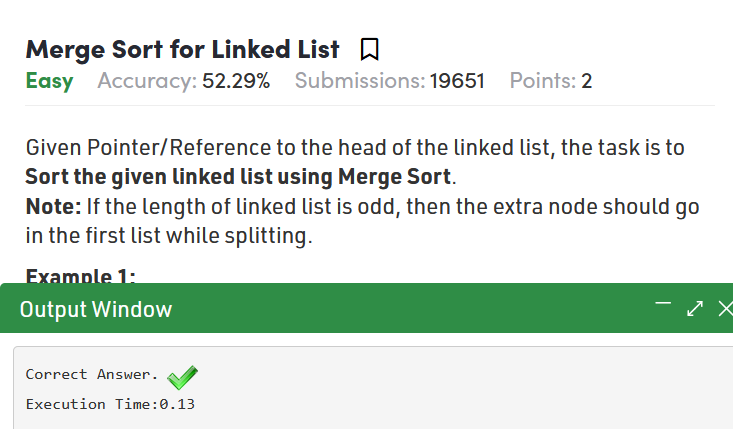 Merge Sort for Linked List
Easy Accuracy: 52.29% Submissions: 19651 Points: 2
Given Pointer/Reference to the head of the linked list, the task is to
Sort the given linked list using Merge Sort.
Note: If the length of linked list is odd, then the extra node should go
in the first list while splitting.
Example 1:
Output Window
Correct Answer.
Execution Time:0.13